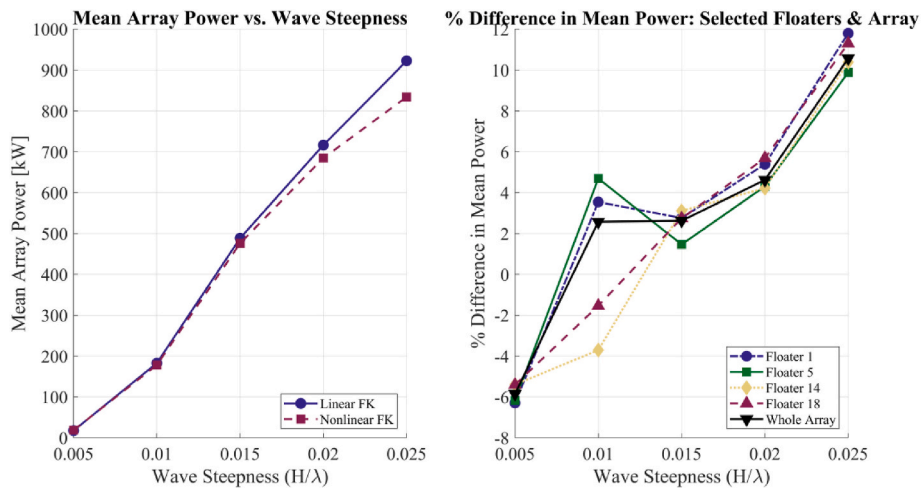 Mean Array Power vs. Wave Steepness
Mean Array Power [kW]
1000
900
800
700
600
500
400
300
200
100
0
0.005 0.01 0.015 0.02 0.025
Wave Steepness (H/λ)
Linear FK
Nonlinear FK
% Difference in Mean Power: Selected Floaters & Array
% Difference in Mean Power
12
10
8
6
4
2
0
-2
-4
-6
-8
0.005 0.01 0.015 0.02 0.025
Wave Steepness (H/λ)
Floater 1
Floater 5
Floater 14
Floater 18
Whole Array